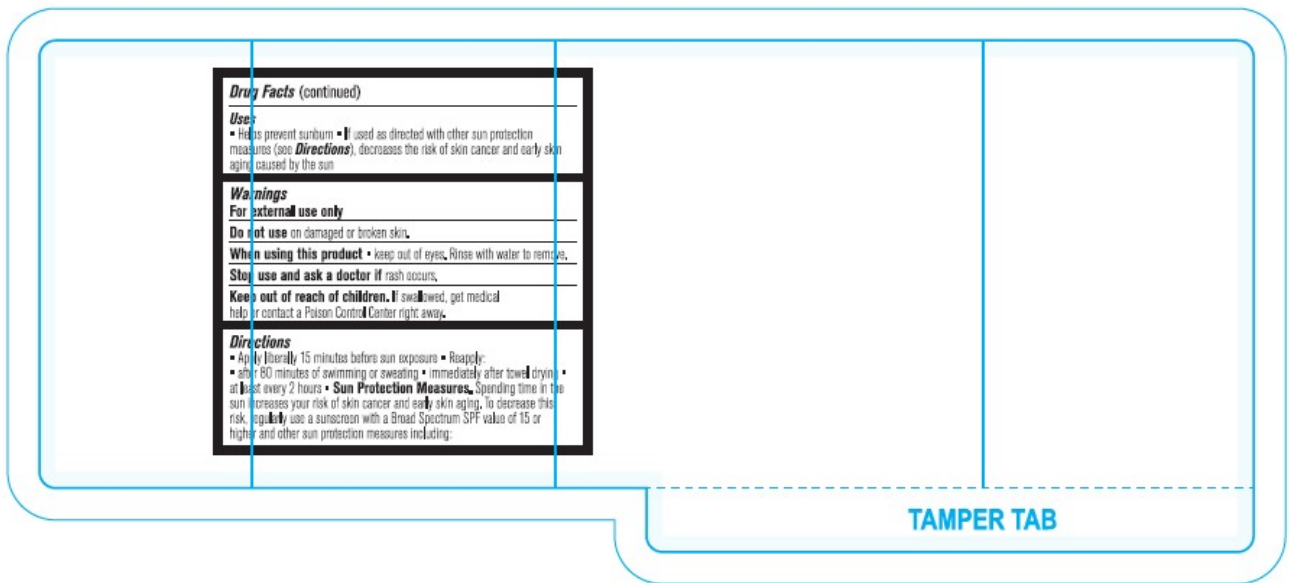 Drug Facts (continued)
Uses
▪ Helps prevent sunburn ▪ If used as directed with other sun protection
measures (see Directions), decreases the risk of skin cancer and early skin
aging caused by the sun
Warnings
For external use only
Do not use on damaged or broken skin.
When using this product ▪ keep out of eyes. Rinse with water to remove.
Stop use and ask a doctor if rash occurs.
Keep out of reach of children. If swallowed, get medical
help or contact a Poison Control Center right away.
Directions
▪ Apply liberally 15 minutes before sun exposure ▪ Reapply:
▪ after 80 minutes of swimming or sweating ▪ immediately after towel drying ▪
at least every 2 hours ▪ Sun Protection Measures. Spending time in the
sun increases your risk of skin cancer and early skin aging. To decrease this
risk, regularly use a sunscreen with a Broad Spectrum SPF value of 15 or
higher and other sun protection measures including:
TAMPER TAB